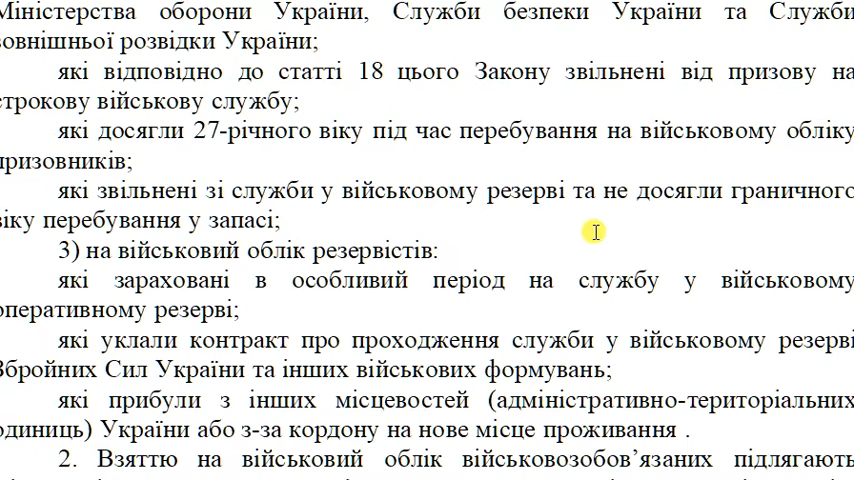 Міністерства оборони України, Служби безпеки України та Служби
зовнішньої розвідки України;
які відповідно до статті 18 цього Закону звільнені від призову на
строкову військову службу;
які досягли 27-річного віку під час перебування на військовому обліку
призовників;
які звільнені зі служби у військовому резерві та не досягли граничного
віку перебування у запасі;
3) на військовий облік резервістів:
які зараховані в особливий період на службу у військовому
оперативному резерві;
які уклали контракт про проходження служби у військовому резерві
Збройних Сил України та інших військових формувань;
які прибули з інших місцевостей (адміністративно-територіальних
одиниць) України або з-за кордону на нове місце проживання .
2. Взяттю на військовий облік військовозобов’язаних підлягають